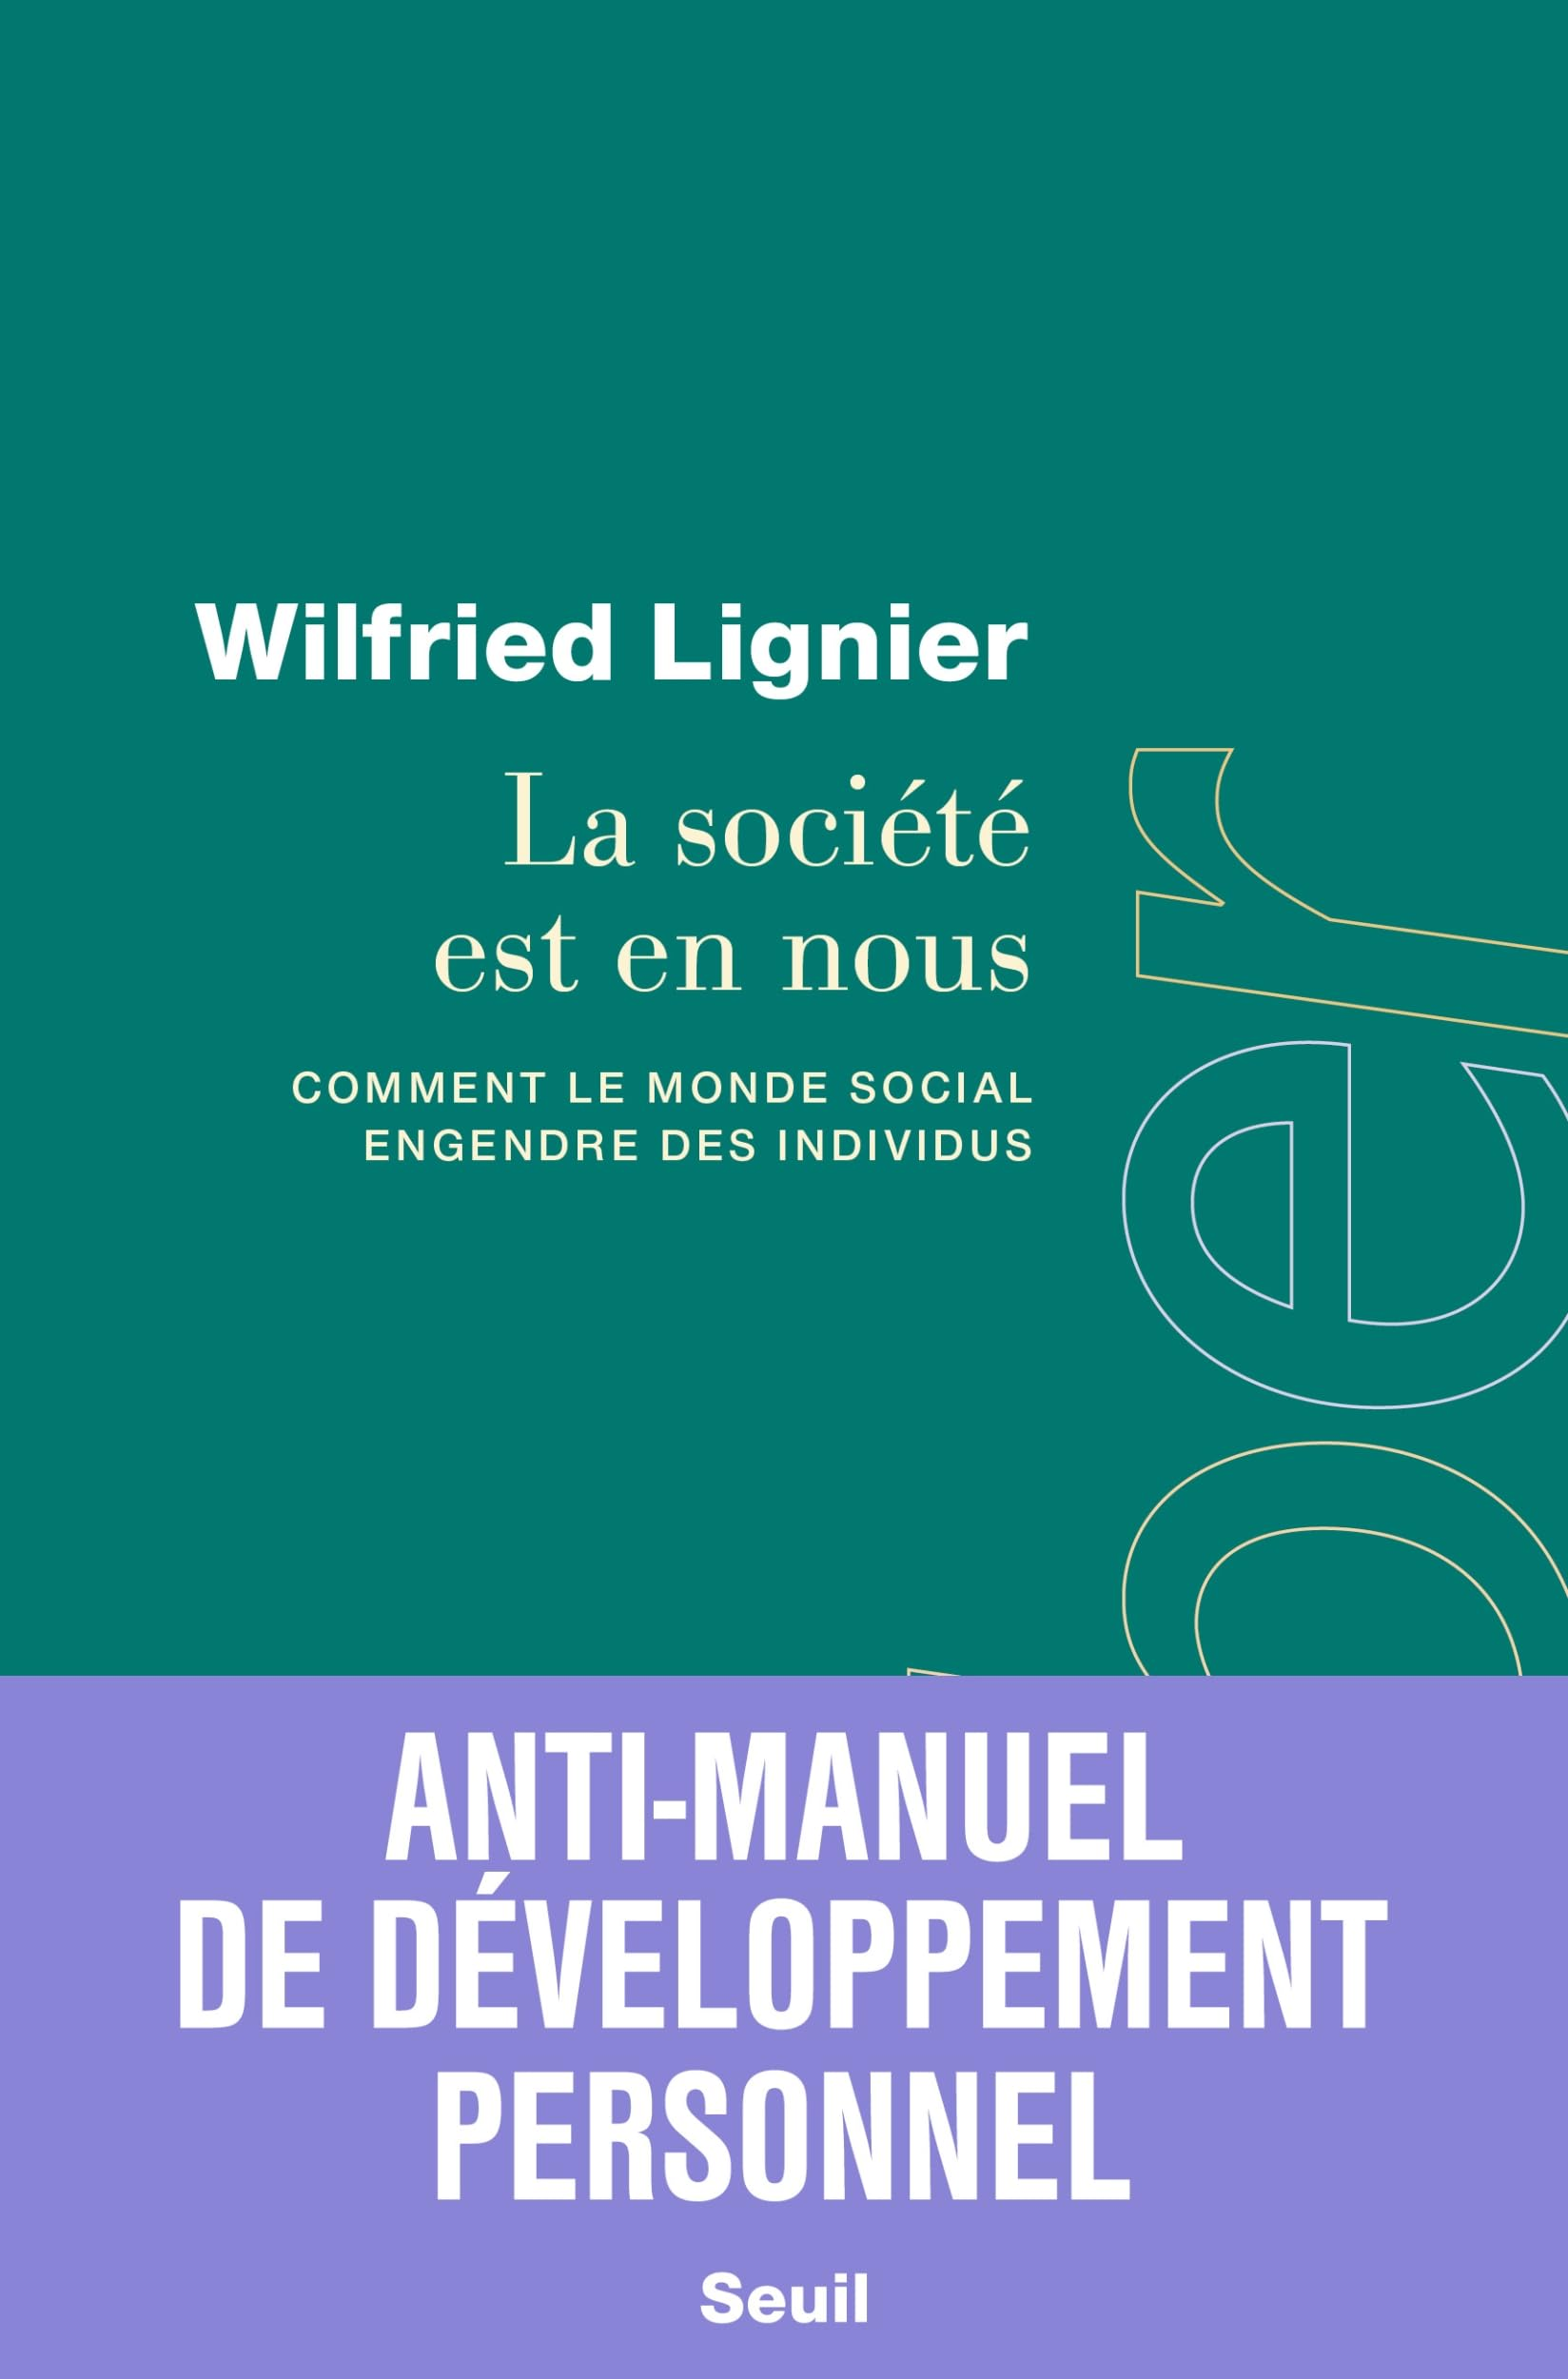 Wilfried Lignier
La société
est en nous
COMMENT LE MONDE SOCIAL
ENGENDRE DES INDIVIDUS
ANTI-MANUEL
DE DÉVELOPPEMENT
PERSONNEL
Seuil